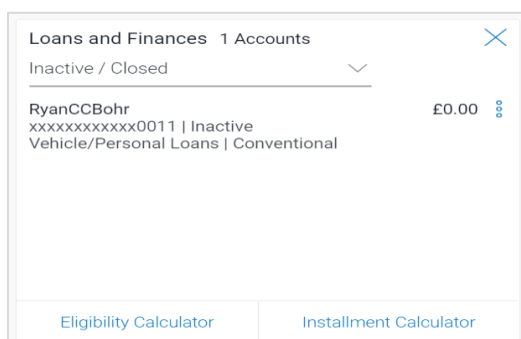 Loans and Finances 1 Accounts
Inactive / Closed
RyanCCBohr £0.00
xxxxxxxxxxxx0011 | Inactive
Vehicle/Personal Loans | Conventional
Eligibility Calculator Installment Calculator